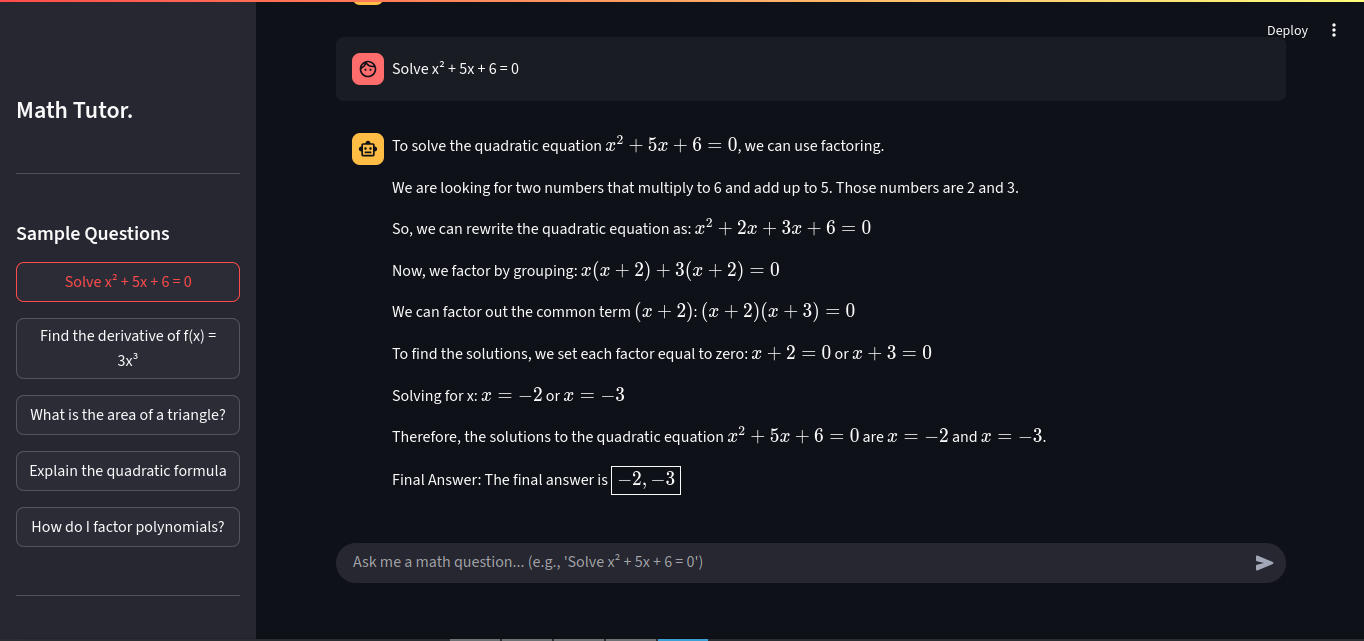 Deploy
Math Tutor.
Sample Questions
Solve x² + 5x + 6 = 0
Find the derivative of f(x) =
3x³
What is the area of a triangle?
Explain the quadratic formula
How do I factor polynomials?
Solve x² + 5x + 6 = 0
To solve the quadratic equation x² + 5x + 6 = 0, we can use factoring.
We are looking for two numbers that multiply to 6 and add up to 5. Those numbers are 2 and 3.
So, we can rewrite the quadratic equation as: x² + 2x + 3x + 6 = 0
Now, we factor by grouping: x(x + 2) + 3(x + 2) = 0
We can factor out the common term (x + 2): (x + 2)(x + 3) = 0
To find the solutions, we set each factor equal to zero: x + 2 = 0 or x + 3 = 0
Solving for x: x = −2 or x = −3
Therefore, the solutions to the quadratic equation x² + 5x + 6 = 0 are x = −2 and x = −3.
Final Answer: The final answer is −2, −3
Ask me a math question... (e.g., 'Solve x² + 5x + 6 = 0')